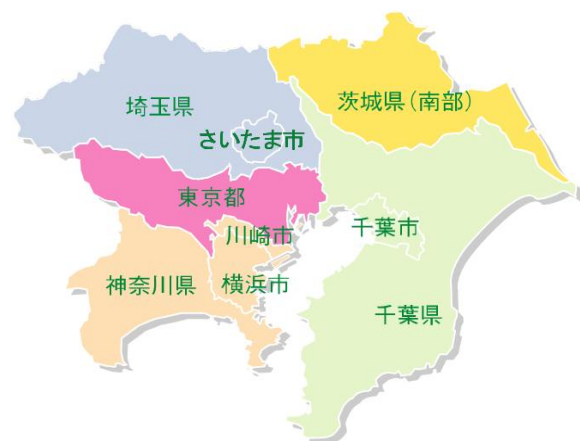 茨城県(南部)
埼玉県
さいたま市
東京都
千葉市
川崎市
神奈川県
横浜市
千葉県